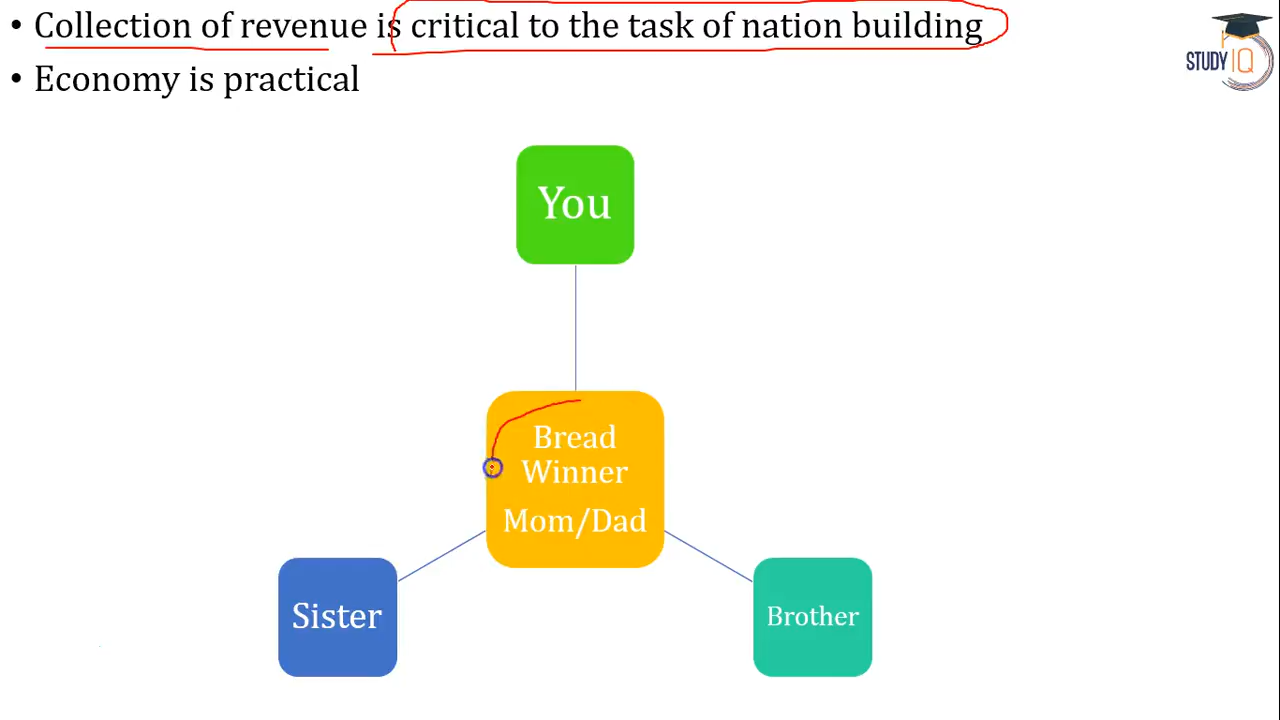 • Collection of revenue is critical to the task of nation building
• Economy is practical
STUDY IQ
You
Bread
Winner
Mom/Dad
Sister
Brother